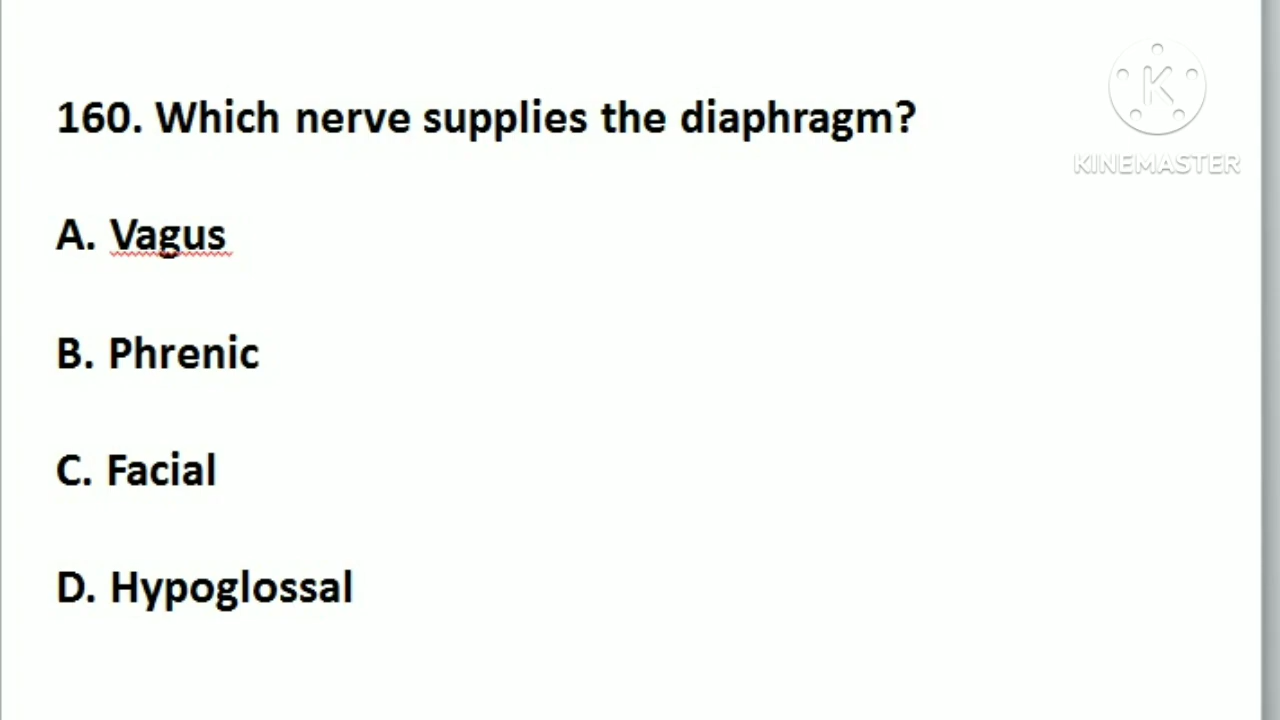 160. Which nerve supplies the diaphragm?
K
KINEMASTER
A. Vagus
B. Phrenic
C. Facial
D. Hypoglossal